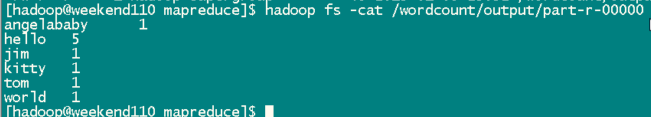 [hadoop@weekend110 mapreduce]$ hadoop fs -cat /wordcount/output/part-r-00000
angelababy 1
hello 5
jim 1
kitty 1
tom 1
world 1
[hadoop@weekend110 mapreduce]$